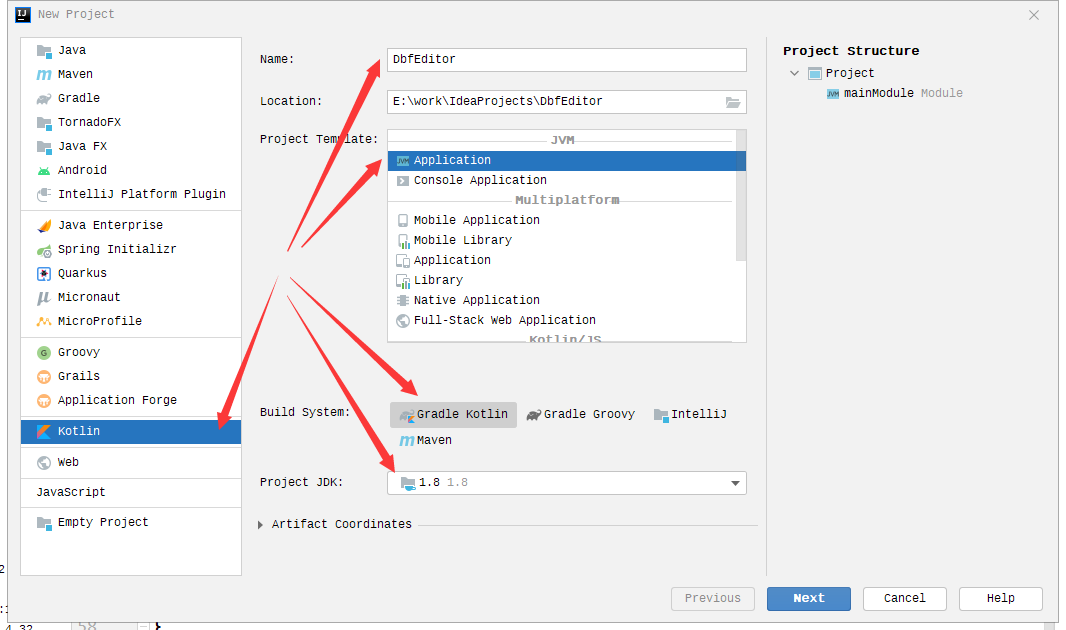 New Project
Java
Maven
Gradle
TornadoFX
Java FX
Android
IntelliJ Platform Plugin
Java Enterprise
Spring Initializr
Quarkus
Micronaut
MicroProfile
Groovy
Grails
Application Forge
Kotlin
Web
JavaScript
Empty Project
Name: DbfEditor
Location: E:\work\IdeaProjects\DbfEditor
Project Template:
JVM
Application
Console Application
Multiplatform
Mobile Application
Mobile Library
Application
Library
Native Application
Full-Stack Web Application
Kotlin/JS
Build System: Gradle Kotlin Gradle Groovy IntelliJ
Maven
Project JDK: 1.8 1.8
Artifact Coordinates
Project Structure
Project
mainModule Module
Previous Next Cancel Help
58 }